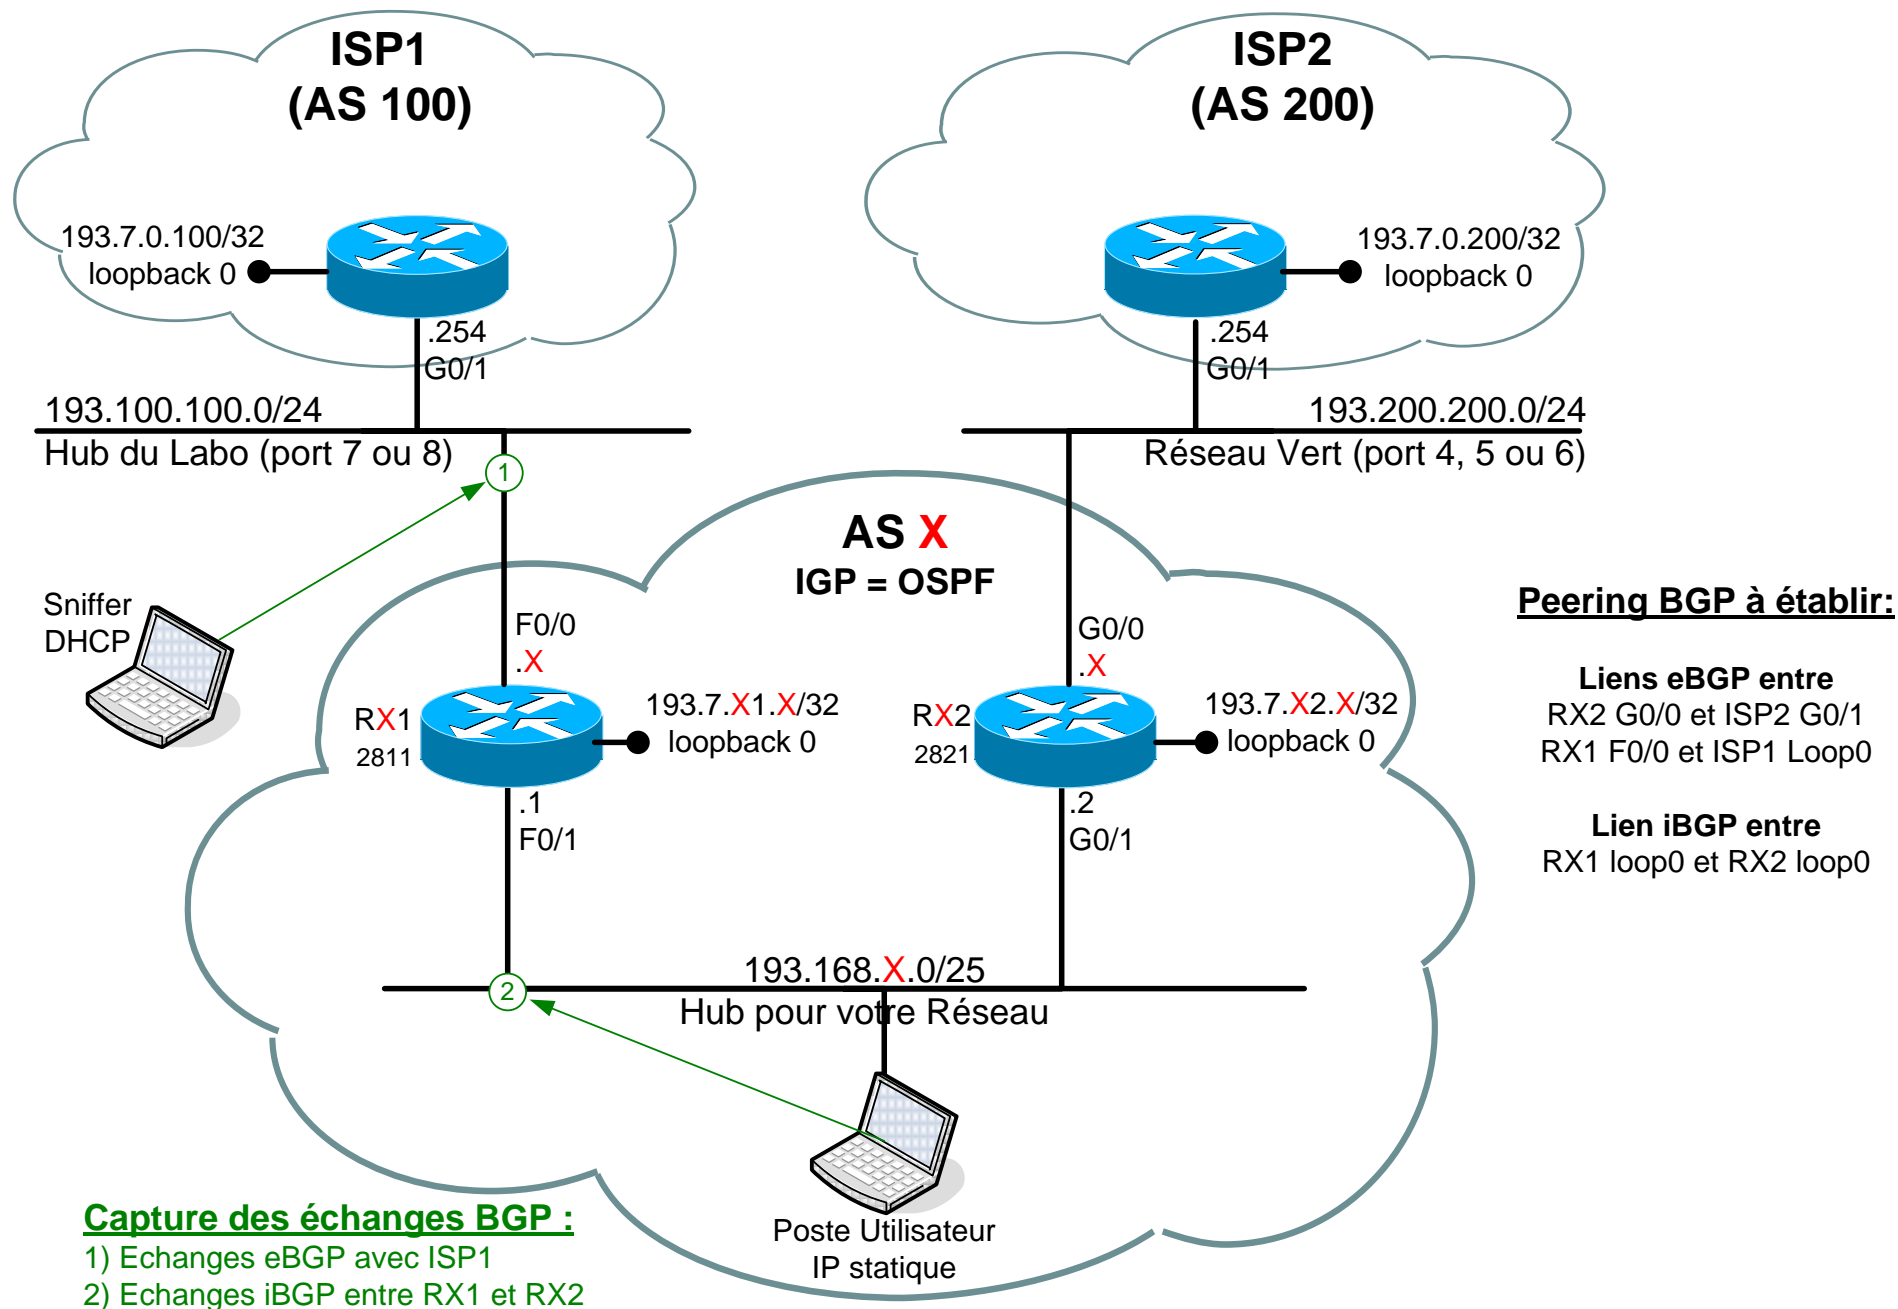 ISP1
(AS 100)
193.7.0.100/32
loopback 0
.254
G0/1
193.100.100.0/24
Hub du Labo (port 7 ou 8)
ISP2
(AS 200)
193.7.0.200/32
loopback 0
.254
G0/1
193.200.200.0/24
Réseau Vert (port 4, 5 ou 6)
1
Sniffer
DHCP
AS X
IGP = OSPF
F0/0
.X
RX1
2811
193.7.X1.X/32
loopback 0
.1
F0/1
G0/0
.X
RX2
2821
193.7.X2.X/32
loopback 0
.2
G0/1
Peering BGP à établir:
Liens eBGP entre
RX2 G0/0 et ISP2 G0/1
RX1 F0/0 et ISP1 Loop0
Lien iBGP entre
RX1 loop0 et RX2 loop0
193.168.X.0/25
2
Hub pour votre Réseau
Poste Utilisateur
IP statique
Capture des échanges BGP :
1) Echanges eBGP avec ISP1
2) Echanges iBGP entre RX1 et RX2